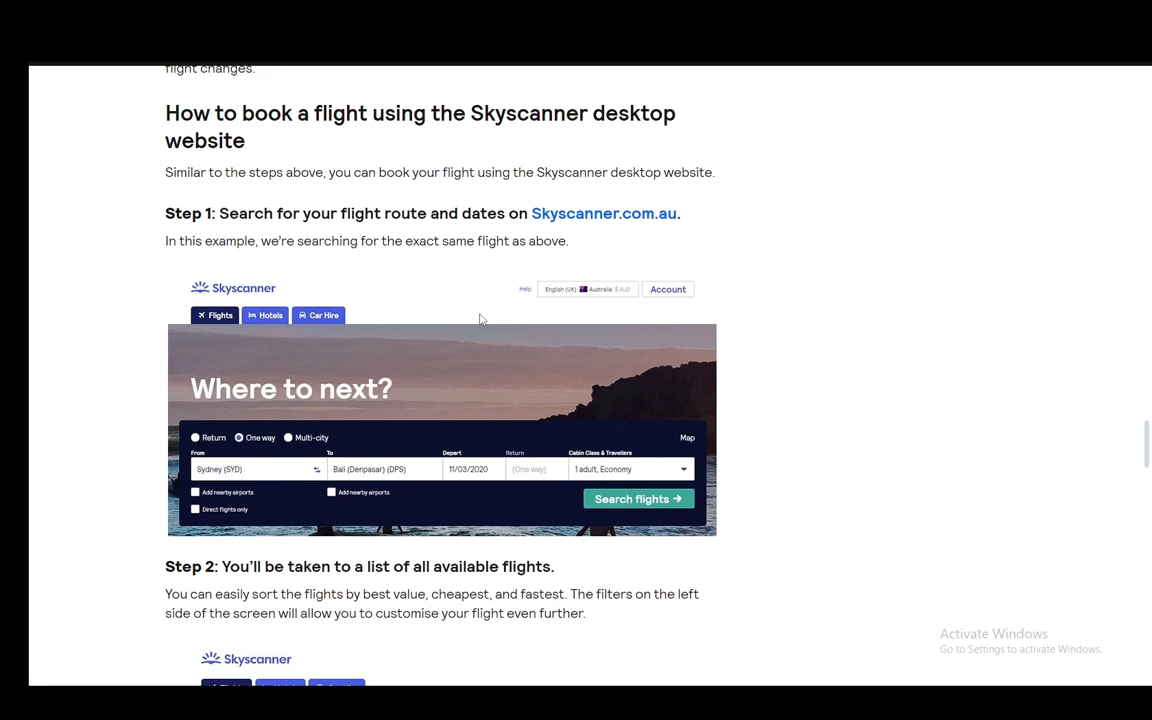 flight changes.
How to book a flight using the Skyscanner desktop
website
Similar to the steps above, you can book your flight using the Skyscanner desktop website.
Step 1: Search for your flight route and dates on Skyscanner.com.au.
In this example, we're searching for the exact same flight as above.
Skyscanner
Help English (UK) Australia $ AUD Account
Flights Hotels Car Hire
Where to next?
Return One way Multi-city Map
From To Depart Return Cabin Class & Travellers
Sydney (SYD) Bali (Denpasar) (DPS) 11/03/2020 (One way) 1 adult, Economy
Add nearby airports Add nearby airports
Direct flights only
Search flights →
Step 2: You'll be taken to a list of all available flights.
You can easily sort the flights by best value, cheapest, and fastest. The filters on the left
side of the screen will allow you to customise your flight even further.
Skyscanner
Activate Windows
Go to Settings to activate Windows.